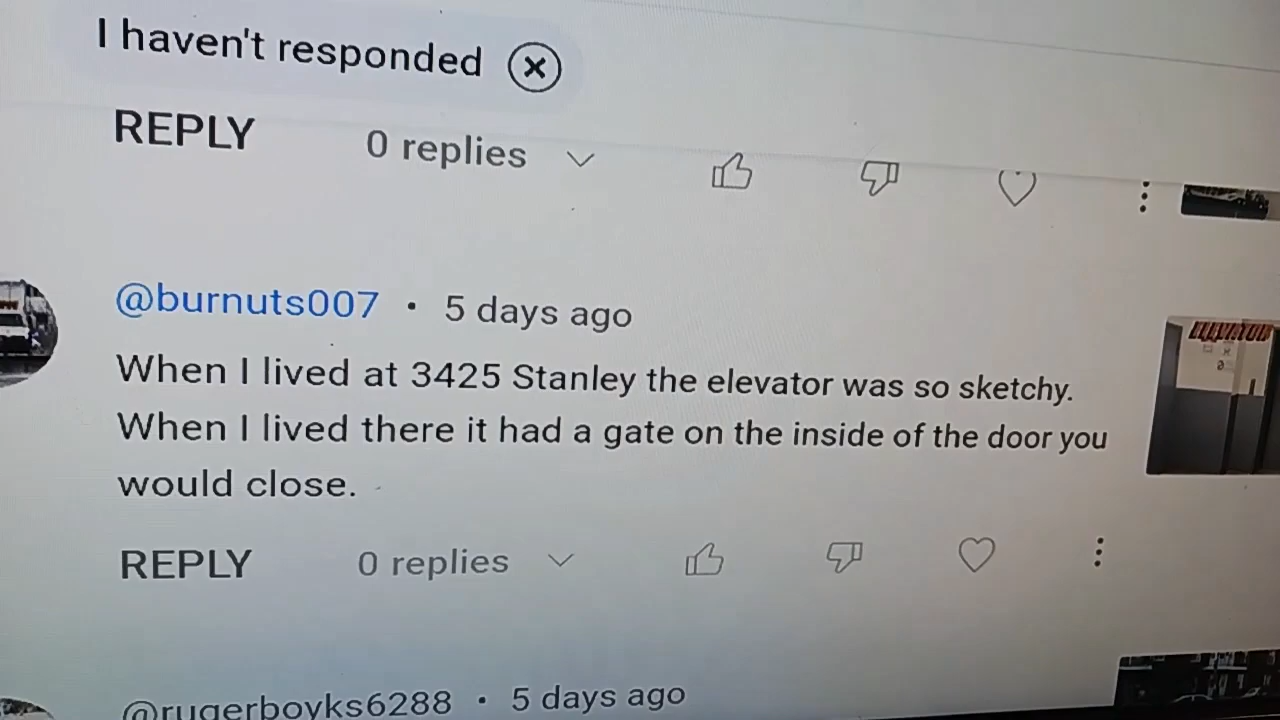 I haven't responded
REPLY 0 replies
@burnuts007 · 5 days ago
When I lived at 3425 Stanley the elevator was so sketchy.
When I lived there it had a gate on the inside of the door you
would close.
REPLY 0 replies
@rugerboyks6288 · 5 days ago